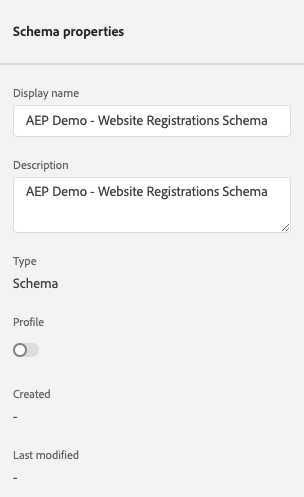 Schema properties
Display name
AEP Demo - Website Registrations Schema
Description
AEP Demo - Website Registrations Schema
Type
Schema
Profile
Created
-
Last modified
-